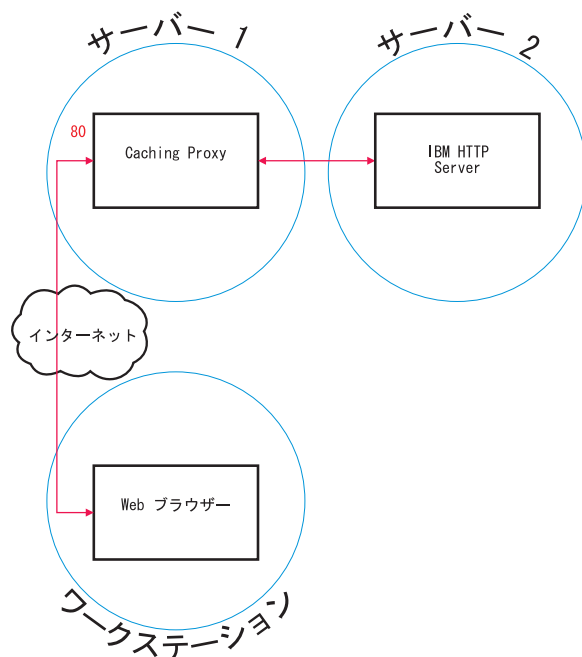 サーバー 1
サーバー 2
80
Caching Proxy
IBM HTTP
Server
インターネット
Web ブラウザー
ワークステーション